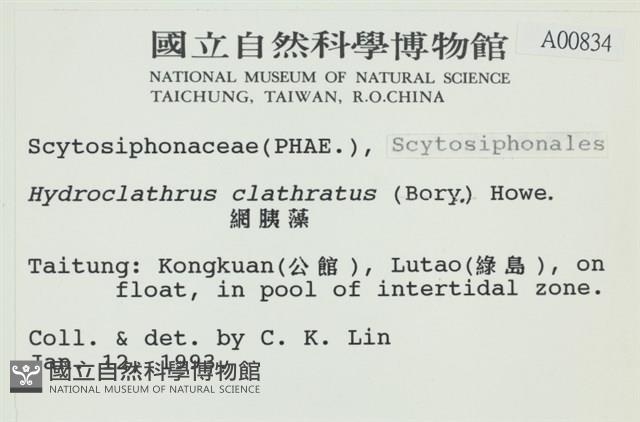 國立自然科學博物館
A00834
NATIONAL MUSEUM OF NATURAL SCIENCE
TAICHUNG, TAIWAN, R.O.CHINA
Scytosiphonaceae(PHAE.), Scytosiphonales
Hydroclathrus clathratus (Bory.) Howe.
網胰藻
Taitung: Kongkuan(公館), Lutao(綠島), on
float, in pool of intertidal zone.
Coll. & det. by C. K. Lin
Jan. 12, 1993.
國立自然科學博物館
NATIONAL MUSEUM OF NATURAL SCIENCE